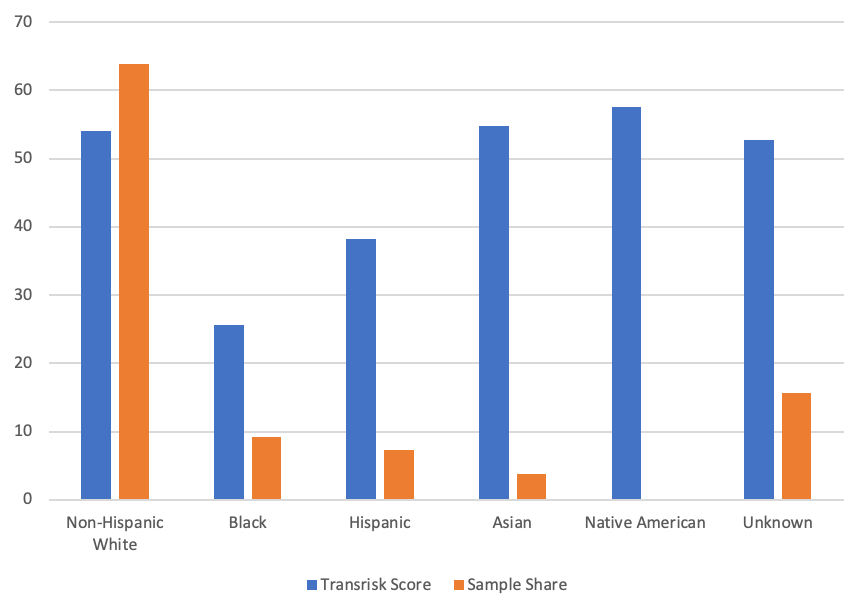 70
60
50
40
30
20
10
0
Non-Hispanic White
Black
Hispanic
Asian
Native American
Unknown
Transrisk Score
Sample Share